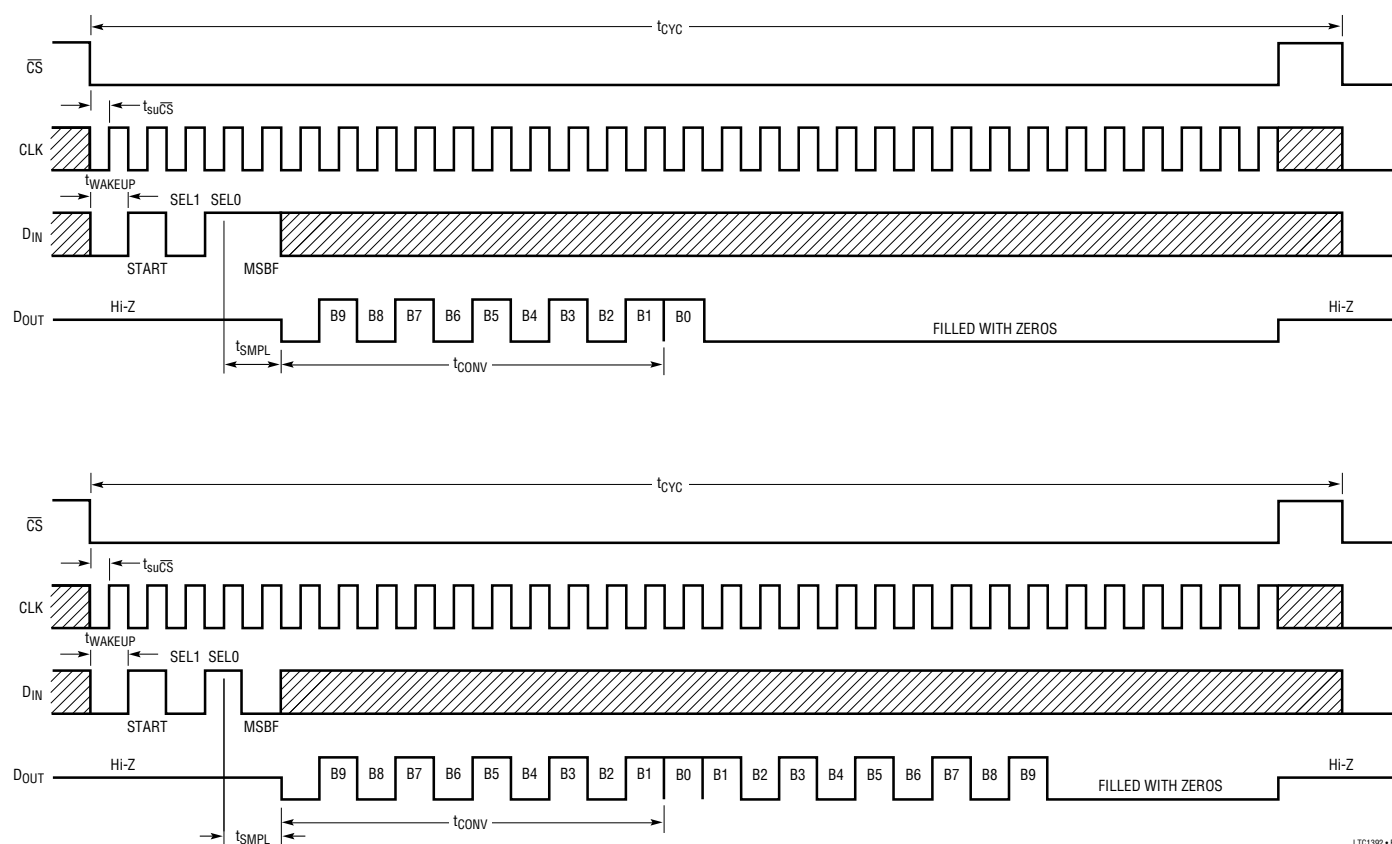 tCYC
CS
tsuCS
CLK
tWAKEUP
SEL1 SEL0
DIN
START MSBF
Hi-Z
DOUT
B9 B8 B7 B6 B5 B4 B3 B2 B1 B0
FILLED WITH ZEROS
Hi-Z
tSMPL
tCONV
tCYC
CS
tsuCS
CLK
tWAKEUP
SEL1 SEL0
DIN
START MSBF
Hi-Z
DOUT
B9 B8 B7 B6 B5 B4 B3 B2 B1 B0 B1 B2 B3 B4 B5 B6 B7 B8 B9
FILLED WITH ZEROS
Hi-Z
tSMPL
tCONV
LTC1392 •